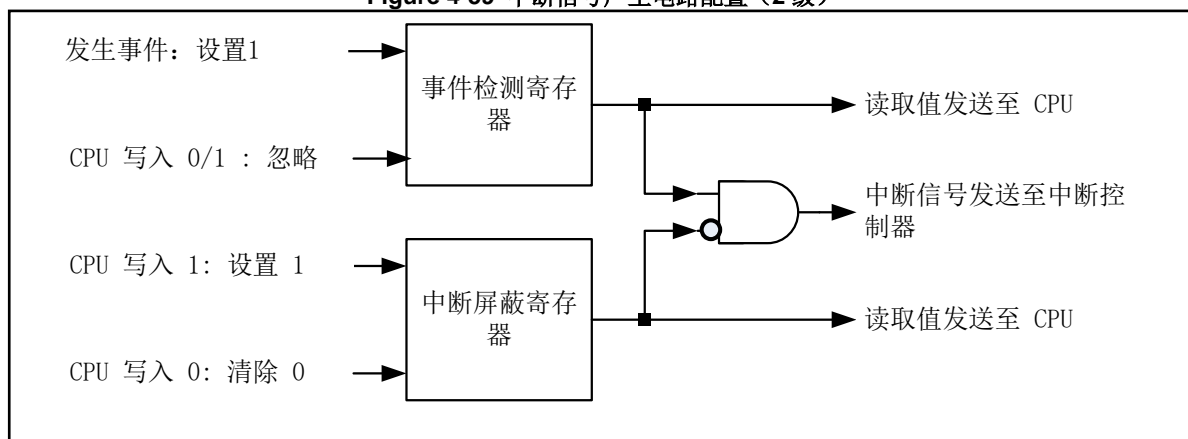 发生事件：设置1
事件检测寄存
器
读取值发送至 CPU
CPU 写入 0/1 : 忽略
中断信号发送至中断控
制器
CPU 写入 1: 设置 1
中断屏蔽寄存
器
读取值发送至 CPU
CPU 写入 0: 清除 0